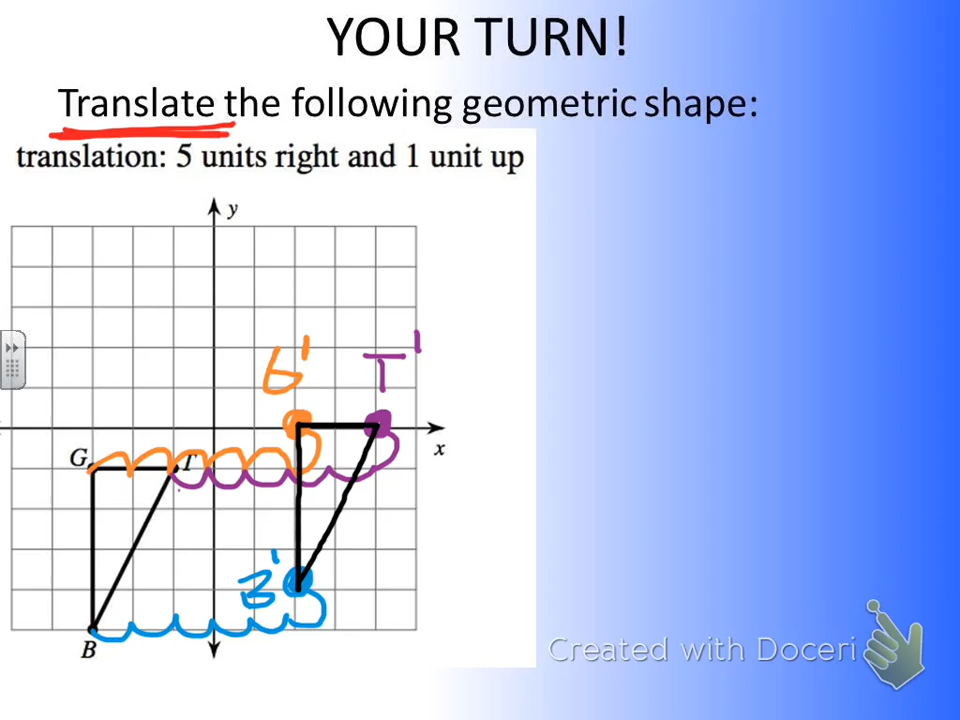 YOUR TURN!
Translate the following geometric shape:
translation: 5 units right and 1 unit up
y
G'
T'
x
G
T
B'
B
Created with Doceri